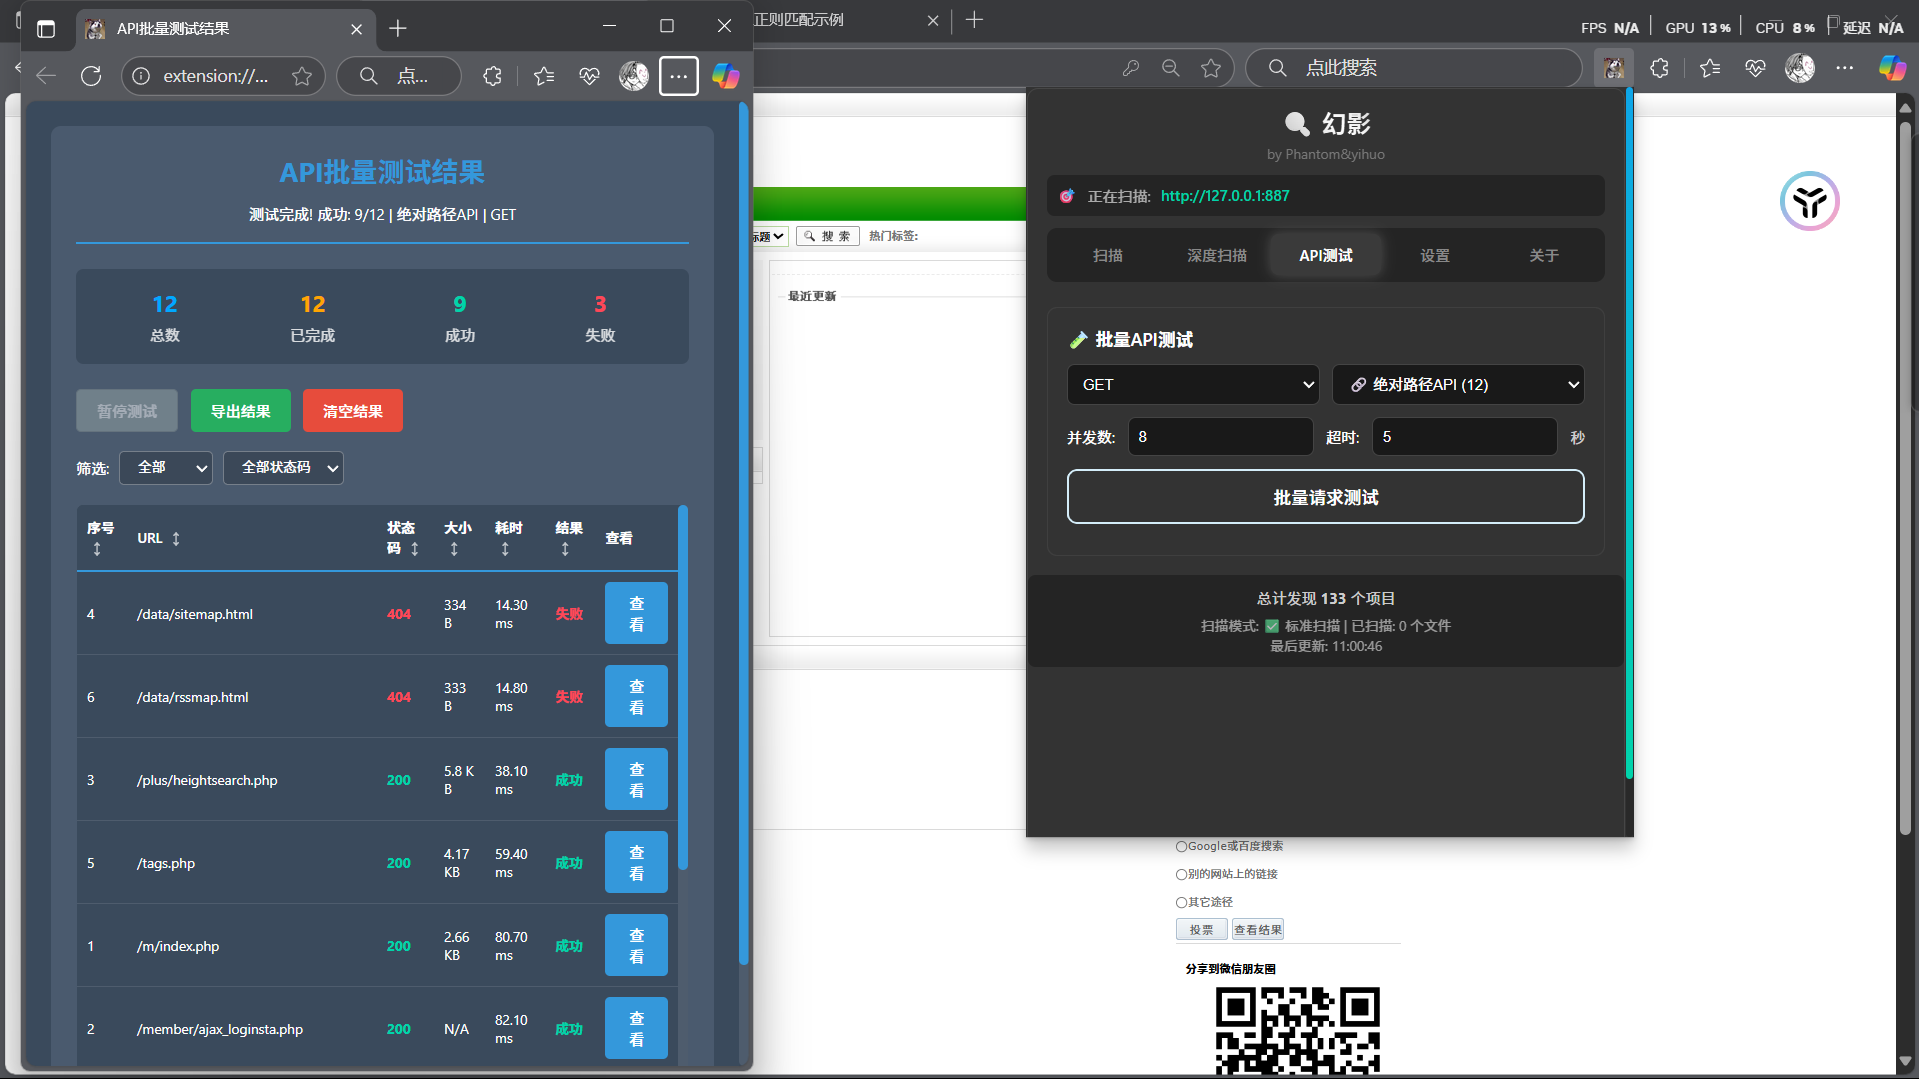 API批量测试结果
正则匹配示例
FPS N/A
GPU 13 %
CPU 8 %
延迟 N/A
extension://...
点...
点此搜索
API批量测试结果
测试完成! 成功: 9/12 | 绝对路径API | GET
12
总数
12
已完成
9
成功
3
失败
暂停测试
导出结果
清空结果
筛选:
全部
全部状态码
序号
URL
状态码
大小
耗时
结果
查看
4
/data/sitemap.html
404
334 B
14.30 ms
失败
查看
6
/data/rssmap.html
404
333 B
14.80 ms
失败
查看
3
/plus/heightsearch.php
200
5.8 KB
38.10 ms
成功
查看
5
/tags.php
200
4.17 KB
59.40 ms
成功
查看
1
/m/index.php
200
2.66 KB
80.70 ms
成功
查看
2
/member/ajax_loginsta.php
200
N/A
82.10 ms
成功
查看
标题
搜 索
热门标签:
最近更新
幻影
by Phantom&yihuo
正在扫描: http://127.0.0.1:887
扫描
深度扫描
API测试
设置
关于
批量API测试
GET
绝对路径API (12)
并发数:
8
超时:
5
秒
批量请求测试
总计发现 133 个项目
扫描模式: ✅ 标准扫描 | 已扫描: 0 个文件
最后更新: 11:00:46
Google或百度搜索
别的网站上的链接
其它途径
投票
查看结果
分享到微信朋友圈